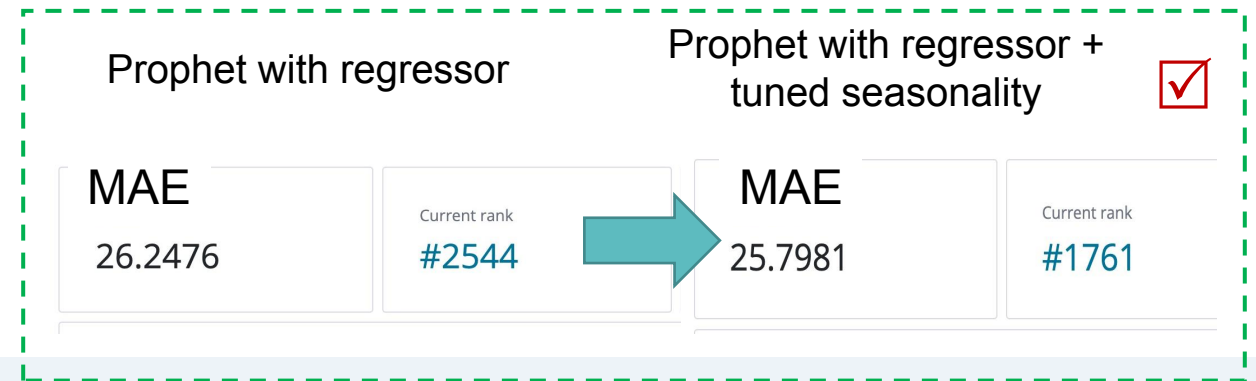 Prophet with regressor
Prophet with regressor +
tuned seasonality
MAE
26.2476
Current rank
#2544
MAE
25.7981
Current rank
#1761